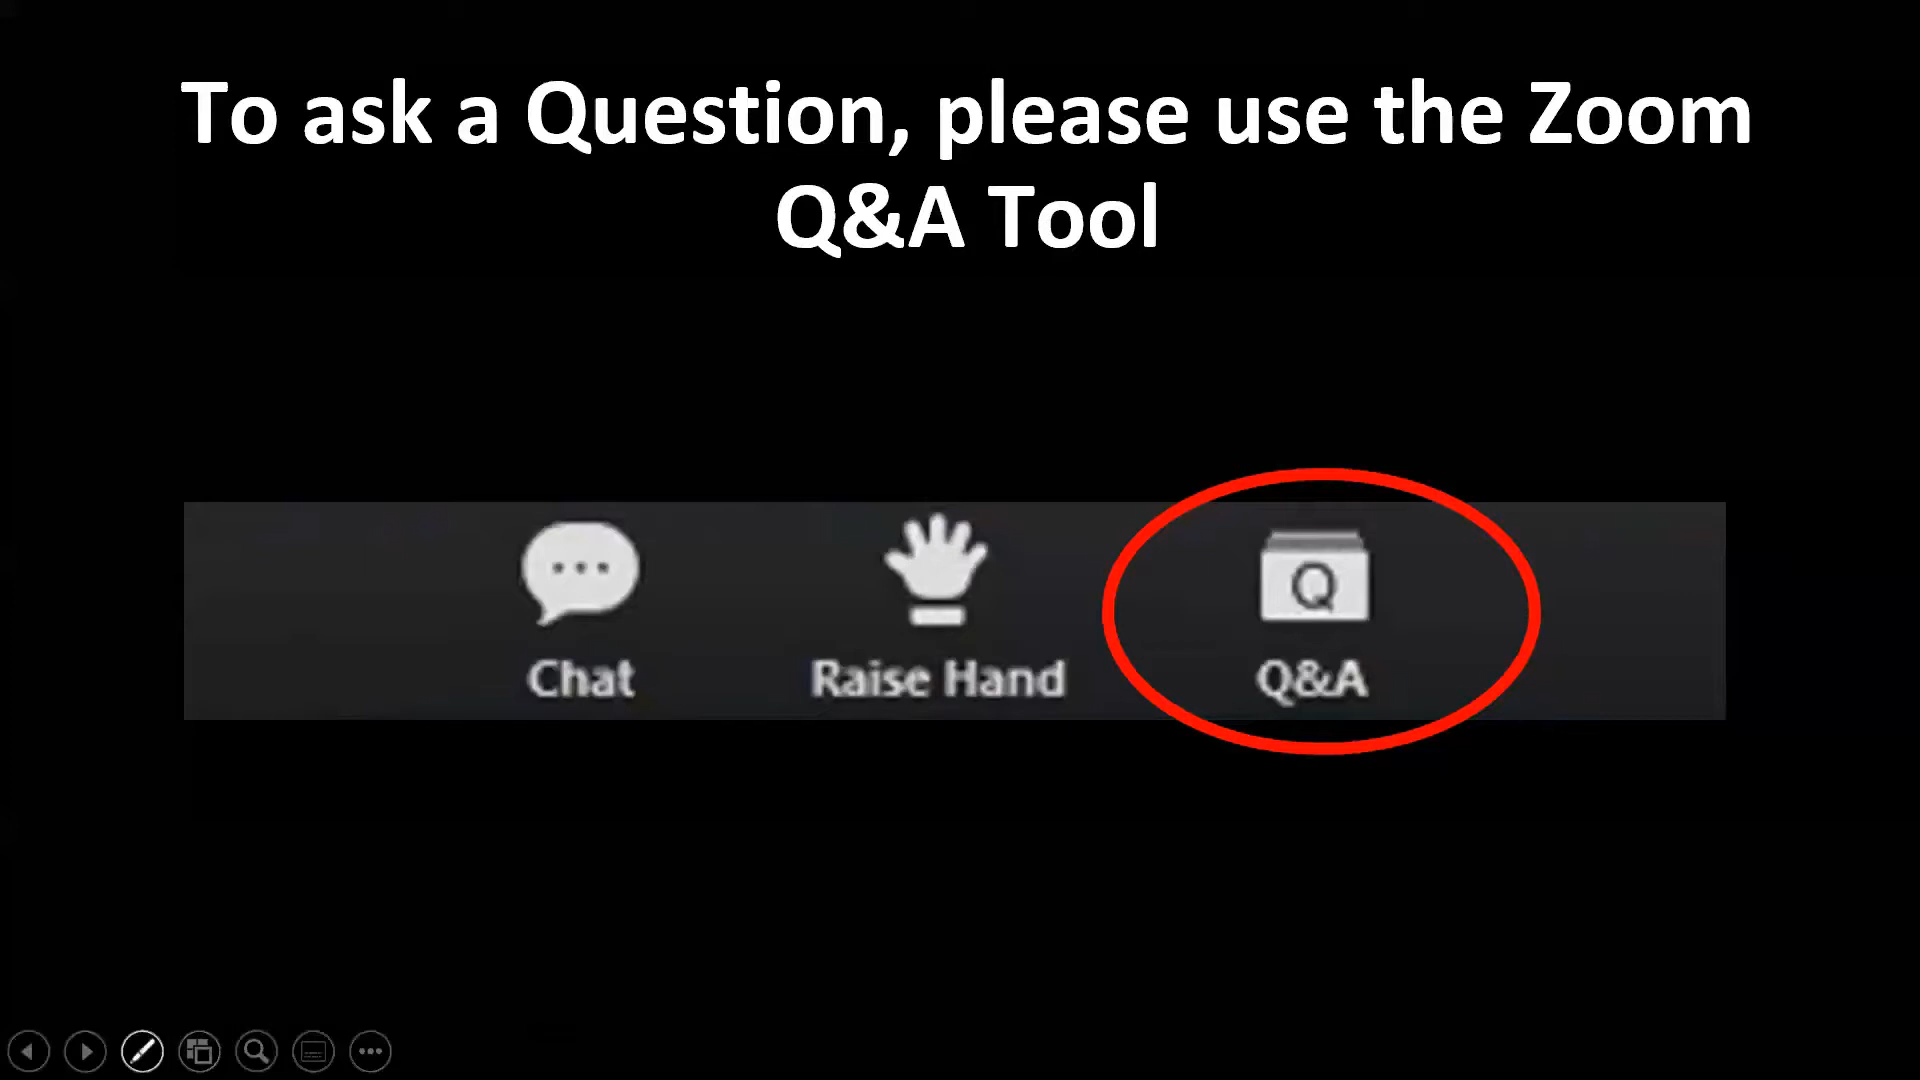 To ask a Question, please use the Zoom
Q&A Tool
Q
Chat
Raise Hand
Q&A